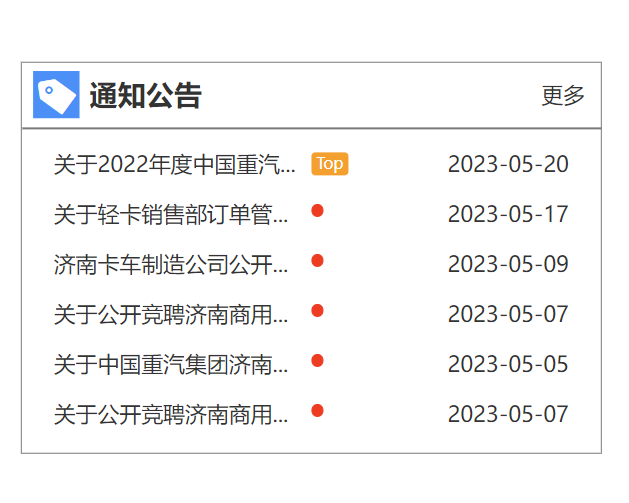 通知公告 更多
关于2022年度中国重汽... Top 2023-05-20
关于轻卡销售部订单管... 2023-05-17
济南卡车制造公司公开... 2023-05-09
关于公开竞聘济南商用... 2023-05-07
关于中国重汽集团济南... 2023-05-05
关于公开竞聘济南商用... 2023-05-07